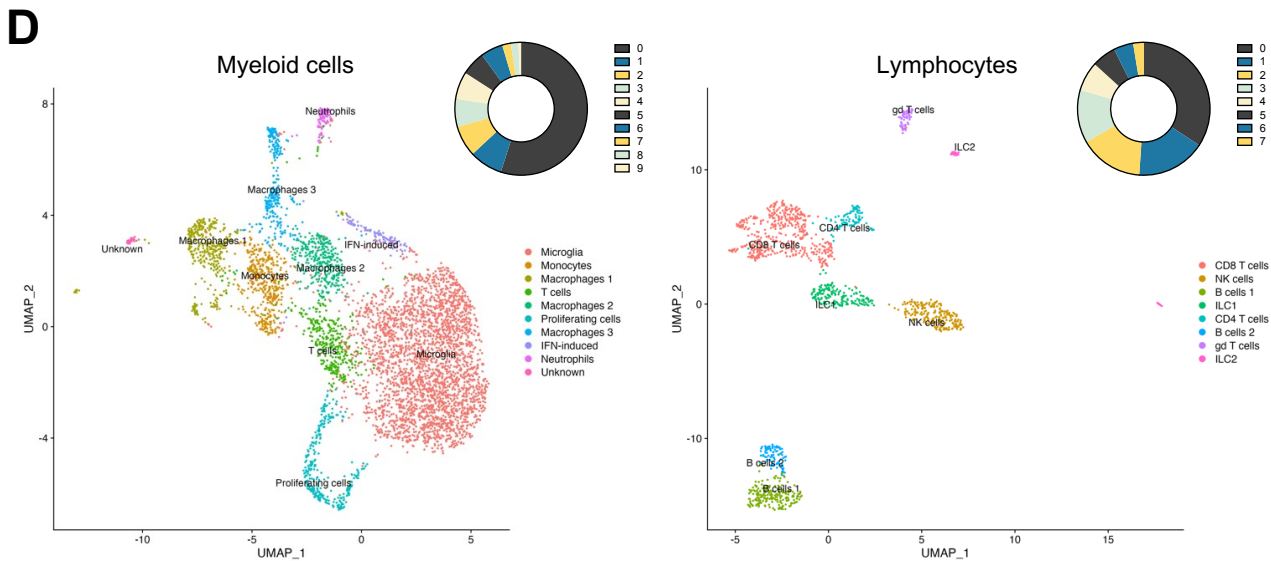 D
Myeloid cells
0
1
2
3
4
5
6
7
8
9
8
4
0
-4
UMAP_2
-10
-5
0
5
UMAP_1
Neutrophils
Macrophages 3
Unknown
Macrophages 1
IFN-induced
Monocytes
Macrophages 2
T cells
Microglia
Proliferating cells
Microglia
Monocytes
Macrophages 1
T cells
Macrophages 2
Proliferating cells
Macrophages 3
IFN-induced
Neutrophils
Unknown
Lymphocytes
0
1
2
3
4
5
6
7
10
0
-10
UMAP_2
-5
0
5
10
15
UMAP_1
gd T cells
ILC2
CD4 T cells
CD8 T cells
ILC1
NK cells
B cells 2
B cells 1
CD8 T cells
NK cells
B cells 1
ILC1
CD4 T cells
B cells 2
gd T cells
ILC2